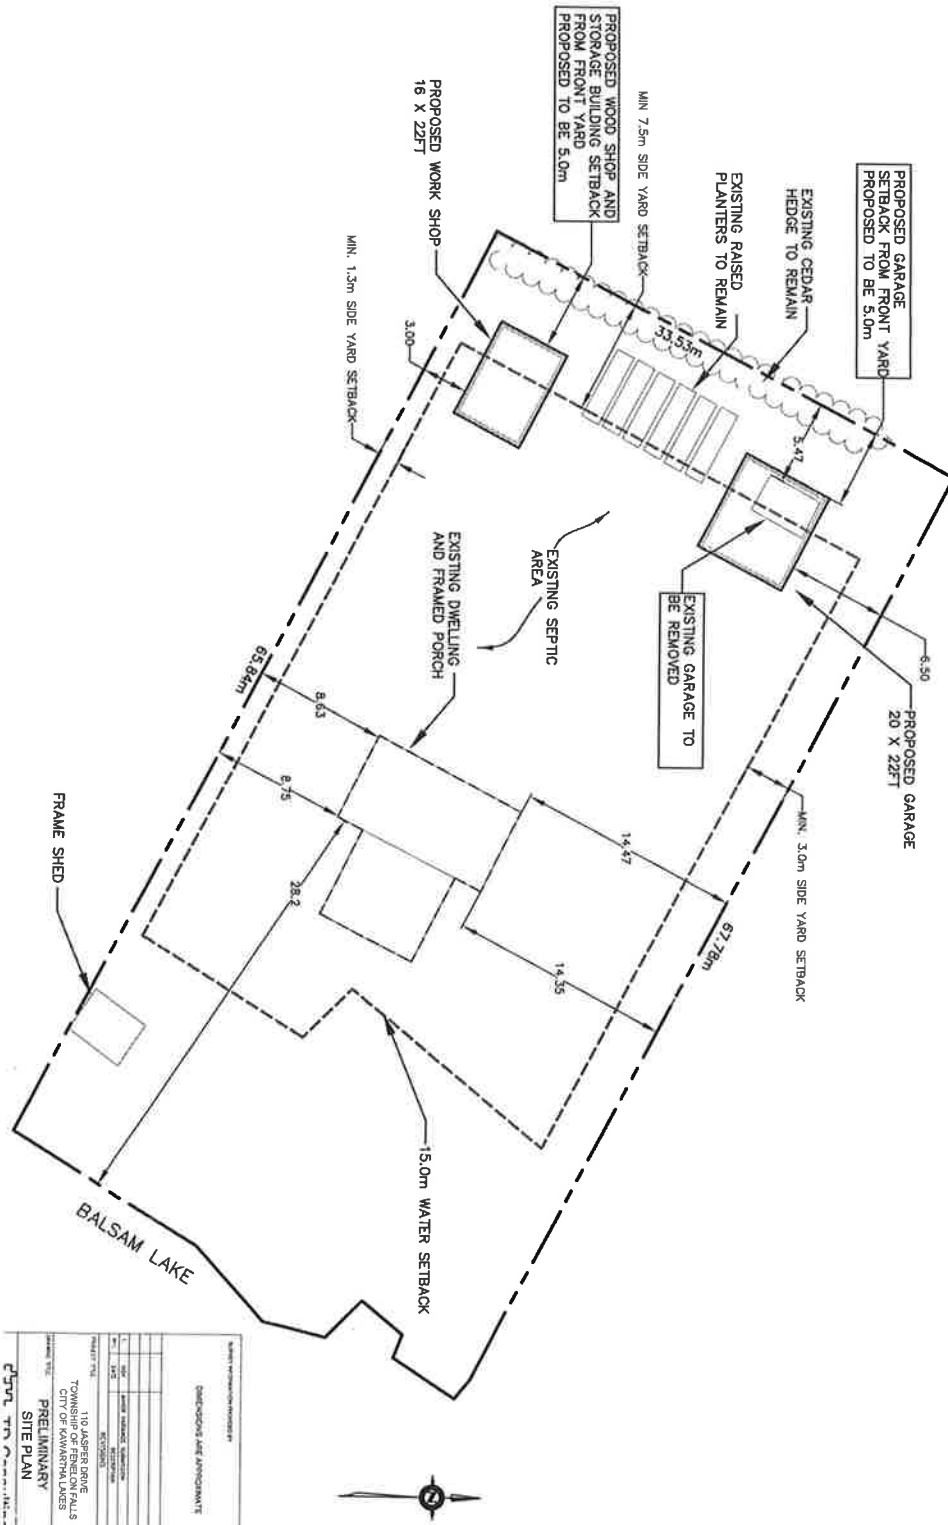 PROPOSED GARAGE
SETBACK FROM FRONT YARD
PROPOSED TO BE 5.0m
EXISTING CEDAR
HEDGE TO REMAIN
EXISTING RAISED
PLANTERS TO REMAIN
MIN 7.5m SIDE YARD SETBACK
PROPOSED WOOD SHOP AND
STORAGE BUILDING SETBACK
FROM FRONT YARD
PROPOSED TO BE 5.0m
PROPOSED WORK SHOP
16 X 22FT
MIN. 1.3m SIDE YARD SETBACK
3.00
33.53m
5.47
6.50
PROPOSED GARAGE
20 X 22FT
EXISTING GARAGE TO
BE REMOVED
MIN. 3.0m SIDE YARD SETBACK
EXISTING SEPTIC
AREA
EXISTING DWELLING
AND FRAMED PORCH
65.84m
8.63
8.75
28.2
14.47
14.35
67.78m
FRAME SHED
15.0m WATER SETBACK
BALSAM LAKE
N
DIMENSIONS ARE APPROXIMATE
REVISIONS
PROJECT TITLE
110 JASPER DRIVE
TOWNSHIP OF FENELON FALLS
CITY OF KAWARTHA LAKES
DRAWING TITLE
PRELIMINARY
SITE PLAN